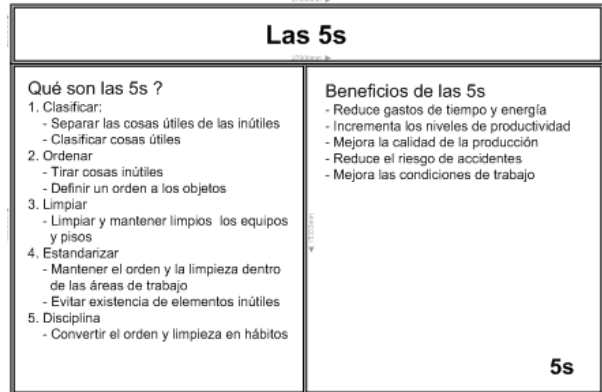 Las 5s
Qué son las 5s ?
1. Clasificar:
- Separar las cosas útiles de las inútiles
- Clasificar cosas útiles
2. Ordenar
- Tirar cosas inútiles
- Definir un orden a los objetos
3. Limpiar
- Limpiar y mantener limpios los equipos
y pisos
4. Estandarizar
- Mantener el orden y la limpieza dentro
de las áreas de trabajo
- Evitar existencia de elementos inútiles
5. Disciplina
- Convertir el orden y limpieza en hábitos
Beneficios de las 5s
- Reduce gastos de tiempo y energía
- Incrementa los niveles de productividad
- Mejora la calidad de la producción
- Reduce el riesgo de accidentes
- Mejora las condiciones de trabajo
5s